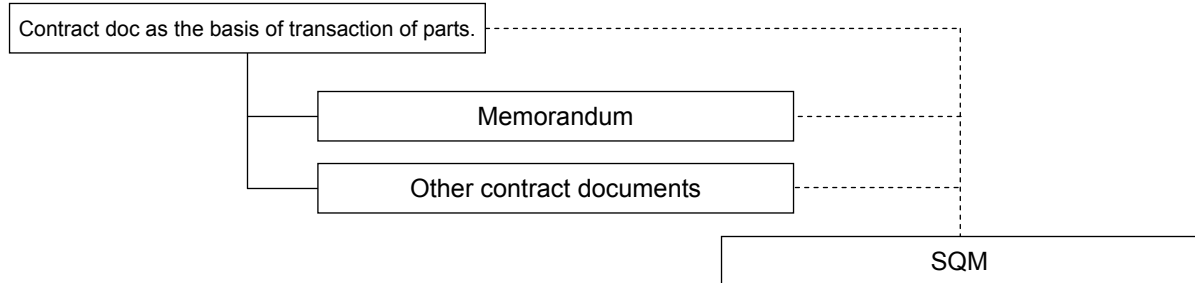 Contract doc as the basis of transaction of parts.
Memorandum
Other contract documents
SQM